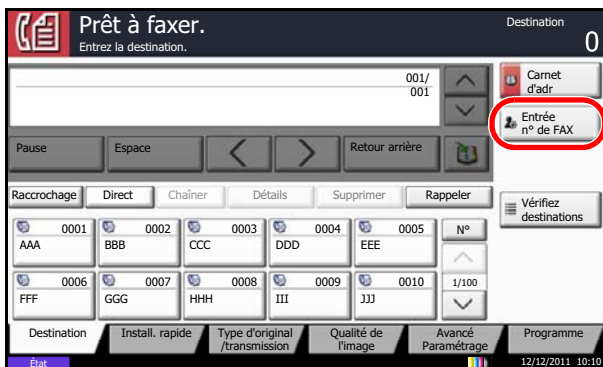 Prêt à faxer.
Entrez la destination.
Destination
0
001/
001
Carnet
d'adr
Entrée
n° de FAX
Pause
Espace
Retour arrière
Raccrochage
Direct
Chaîner
Détails
Supprimer
Rappeler
Vérifiez
destinations
0001
AAA
0002
BBB
0003
CCC
0004
DDD
0005
EEE
N°
0006
FFF
0007
GGG
0008
HHH
0009
III
0010
JJJ
1/100
Destination
Install. rapide
Type d'original
/transmission
Qualité de
l'image
Avancé
Paramétrage
Programme
État
12/12/2011 10:10